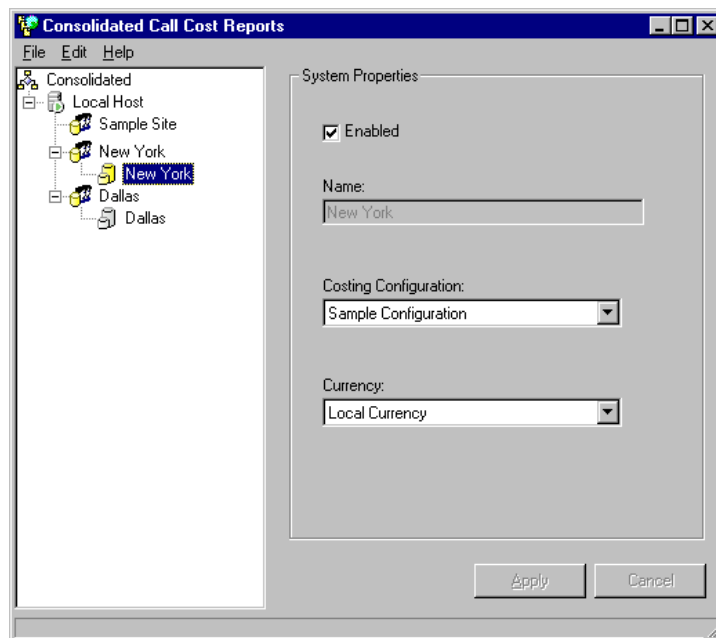 Consolidated Call Cost Reports
File Edit Help
Consolidated
Local Host
Sample Site
New York
New York
Dallas
Dallas
System Properties
Enabled
Name:
New York
Costing Configuration:
Sample Configuration
Currency:
Local Currency
Apply Cancel